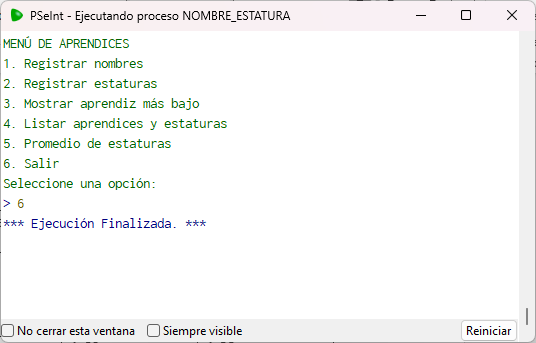 PSeInt - Ejecutando proceso NOMBRE_ESTATURA
MENÚ DE APRENDICES
1. Registrar nombres
2. Registrar estaturas
3. Mostrar aprendiz más bajo
4. Listar aprendices y estaturas
5. Promedio de estaturas
6. Salir
Seleccione una opción:
> 6
*** Ejecución Finalizada. ***
No cerrar esta ventana Siempre visible Reiniciar